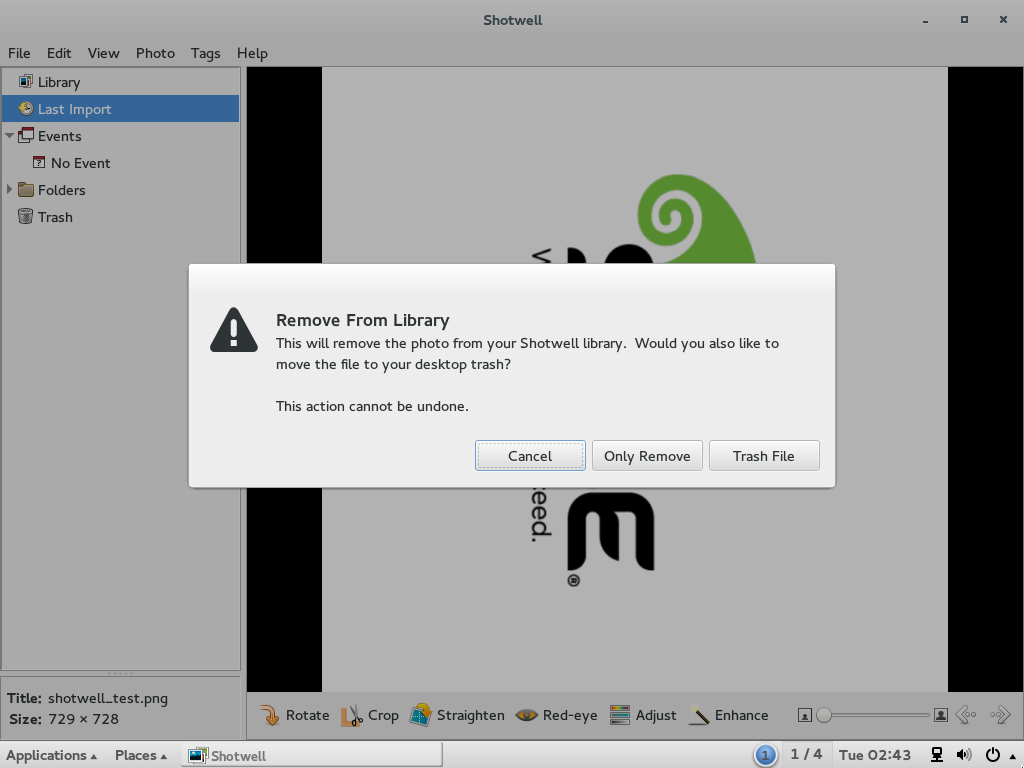 Shotwell
File Edit View Photo Tags Help
Library
Last Import
Events
No Event
Folders
Trash
Remove From Library
This will remove the photo from your Shotwell library.  Would you also like to
move the file to your desktop trash?
This action cannot be undone.
Cancel Only Remove Trash File
eed.
®
Title: shotwell_test.png
Size: 729 × 728
Rotate Crop Straighten Red-eye Adjust Enhance
Applications Places Shotwell 1 1 / 4 Tue 02:43